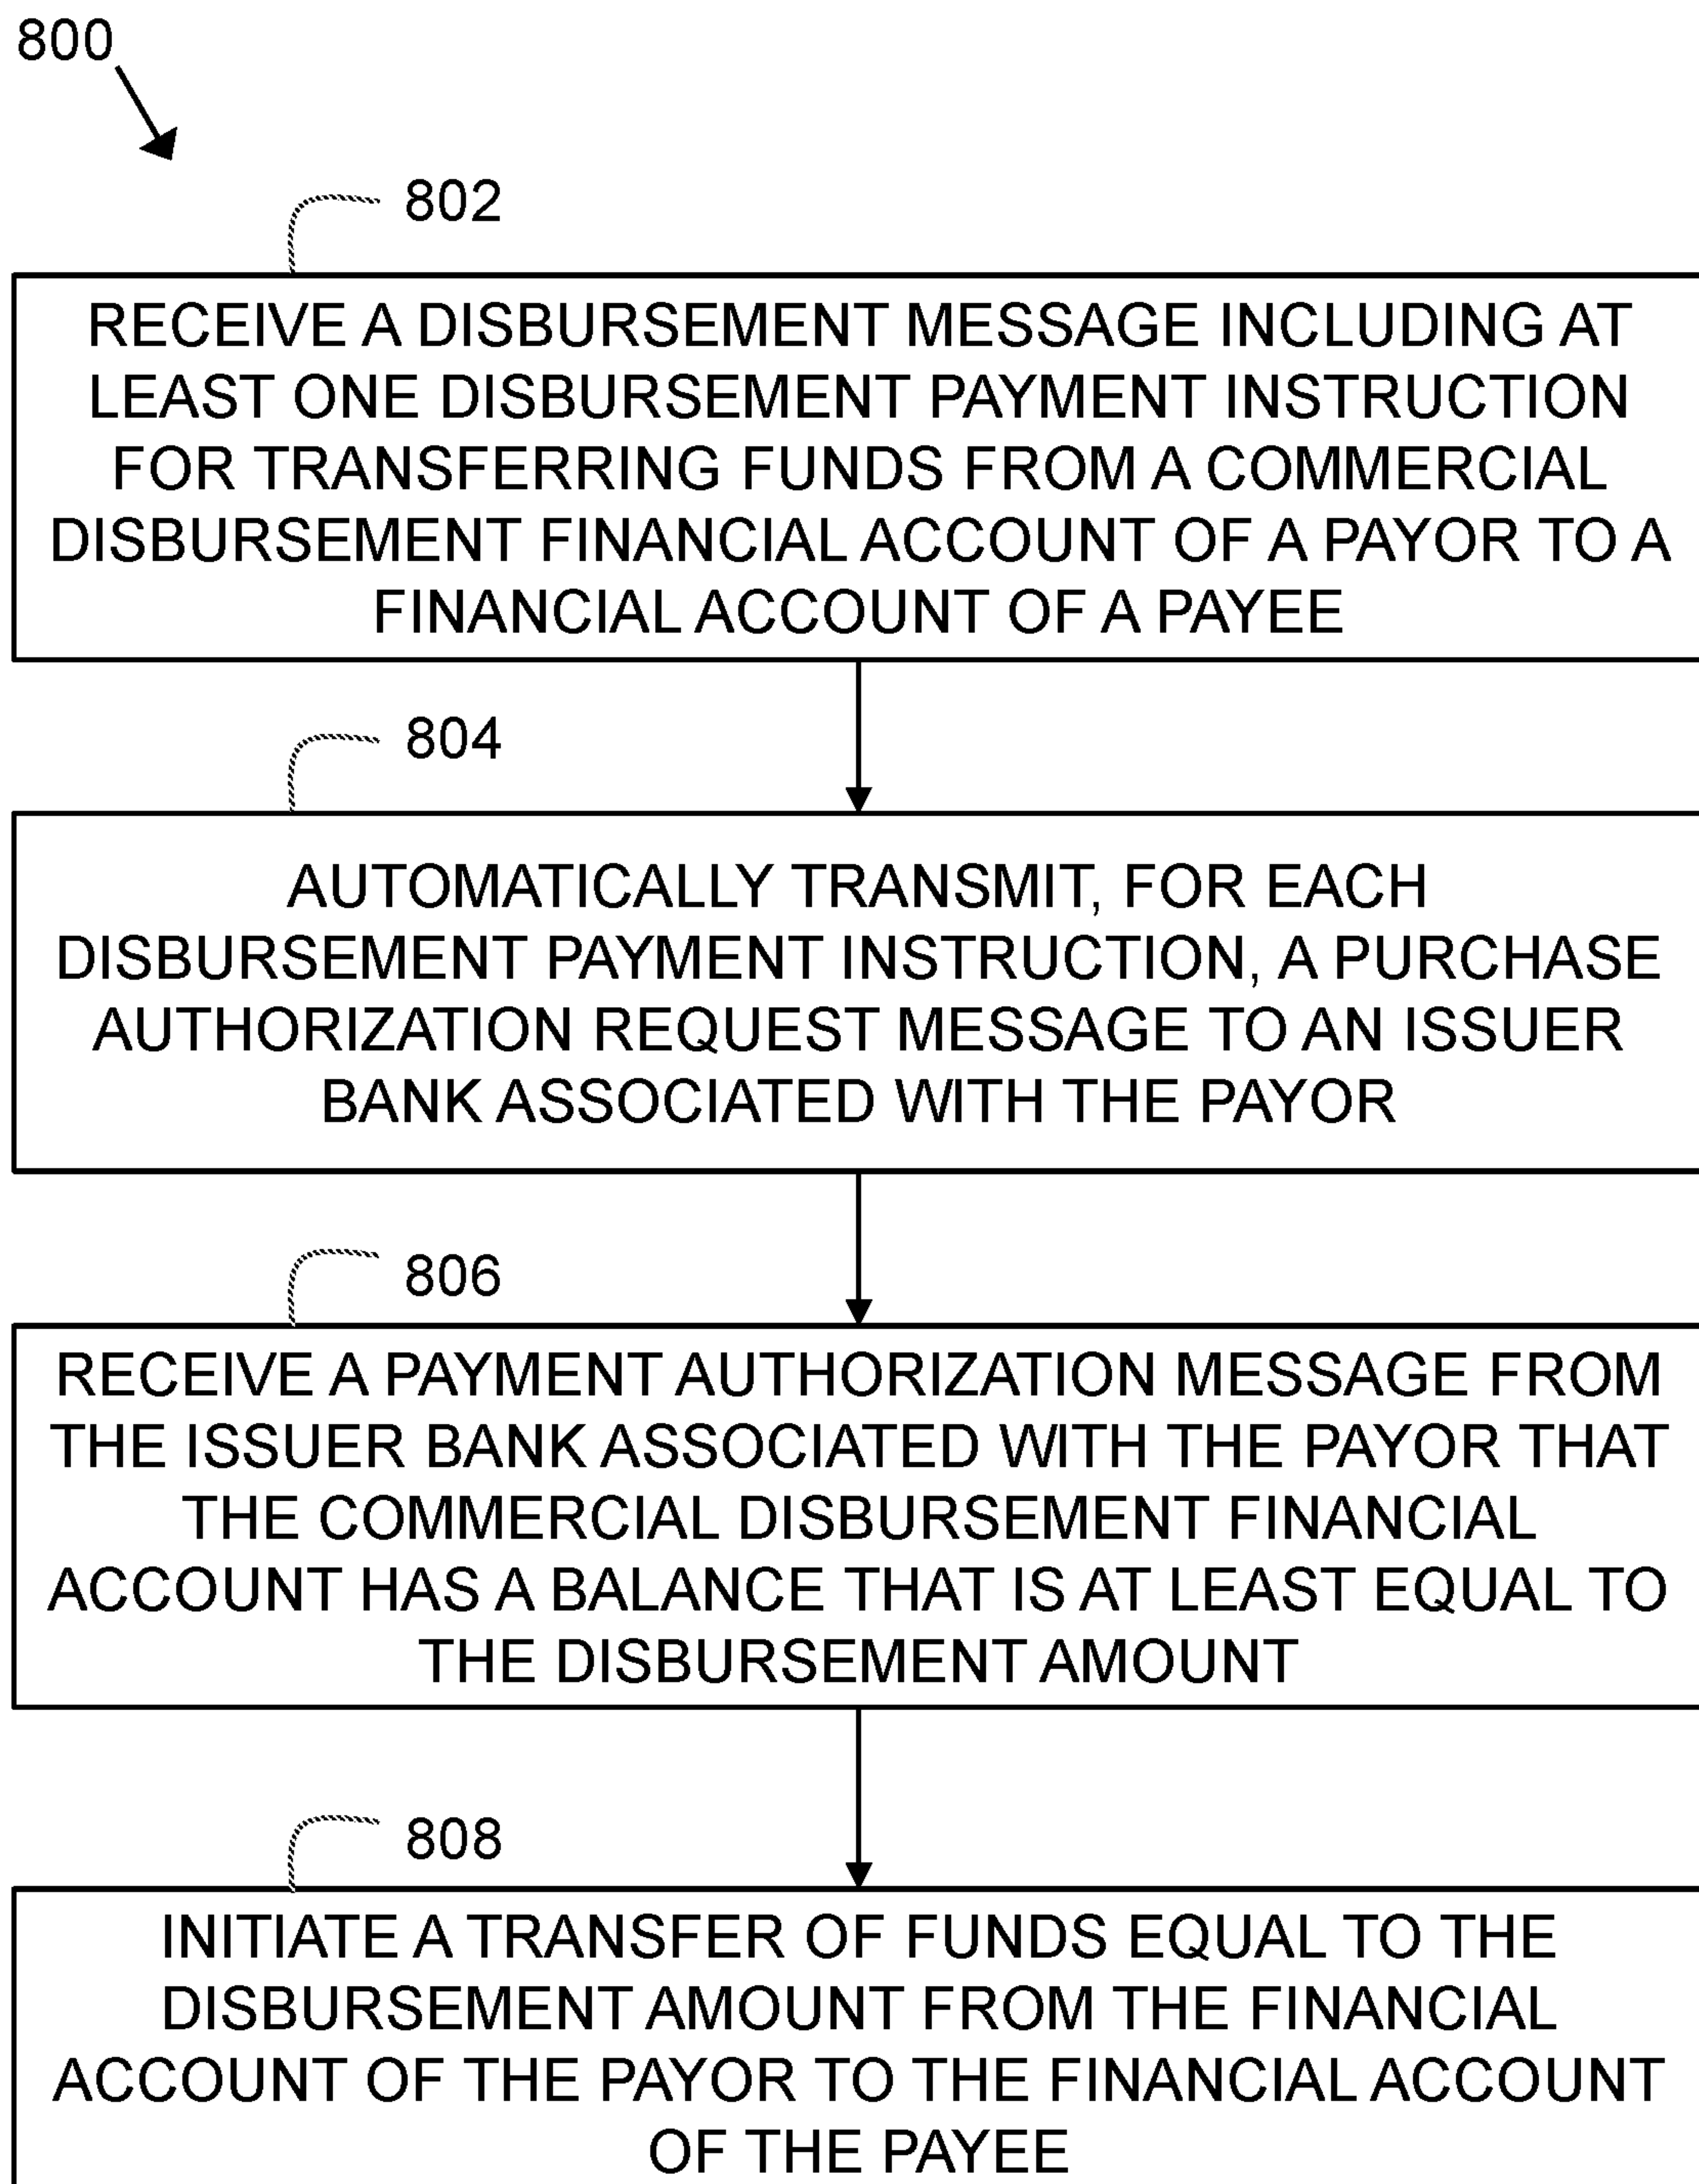 800
802
RECEIVE A DISBURSEMENT MESSAGE INCLUDING AT
LEAST ONE DISBURSEMENT PAYMENT INSTRUCTION
FOR TRANSFERRING FUNDS FROM A COMMERCIAL
DISBURSEMENT FINANCIAL ACCOUNT OF A PAYOR TO A
FINANCIAL ACCOUNT OF A PAYEE
804
AUTOMATICALLY TRANSMIT, FOR EACH
DISBURSEMENT PAYMENT INSTRUCTION, A PURCHASE
AUTHORIZATION REQUEST MESSAGE TO AN ISSUER
BANK ASSOCIATED WITH THE PAYOR
806
RECEIVE A PAYMENT AUTHORIZATION MESSAGE FROM
THE ISSUER BANK ASSOCIATED WITH THE PAYOR THAT
THE COMMERCIAL DISBURSEMENT FINANCIAL
ACCOUNT HAS A BALANCE THAT IS AT LEAST EQUAL TO
THE DISBURSEMENT AMOUNT
808
INITIATE A TRANSFER OF FUNDS EQUAL TO THE
DISBURSEMENT AMOUNT FROM THE FINANCIAL
ACCOUNT OF THE PAYOR TO THE FINANCIAL ACCOUNT
OF THE PAYEE